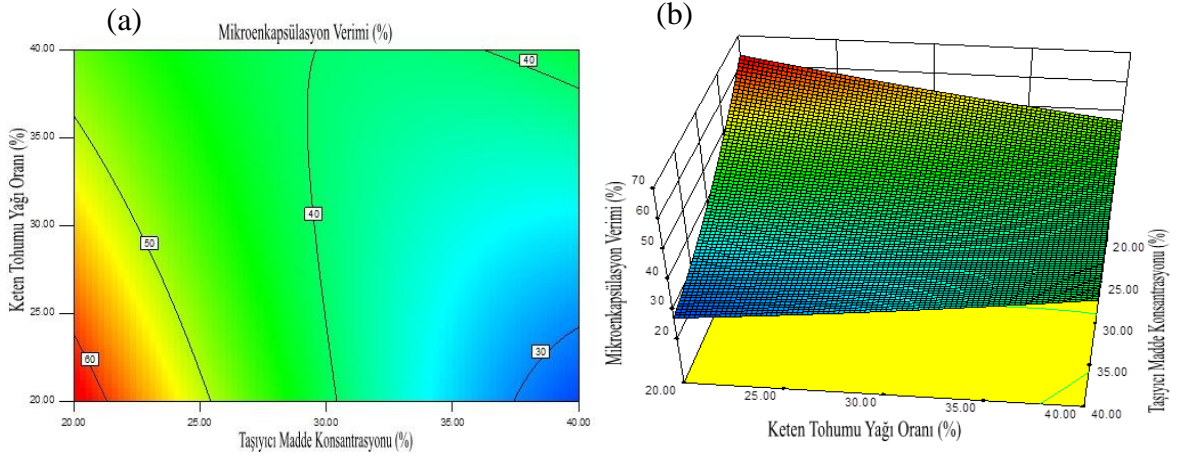 (a)
Mikroenkapsülasyon Verimi (%)
40.00
35.00
30.00
25.00
20.00
Keten Tohumu Yağı Oranı (%)
60
50
40
40
30
20.00 25.00 30.00 35.00 40.00
Taşıyıcı Madde Konsantrasyonu (%)
(b)
Mikroenkapsülasyon Verimi (%)
70
60
50
40
30
20
20.00 25.00 30.00 35.00 40.00
Keten Tohumu Yağı Oranı (%)
20.00
25.00
30.00
35.00
40.00
Taşıyıcı Madde Konsantrasyonu (%)